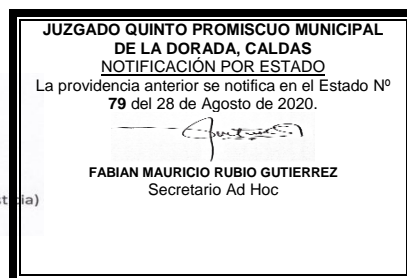 JUZGADO QUINTO PROMISCUO MUNICIPAL
DE LA DORADA, CALDAS
NOTIFICACIÓN POR ESTADO
La providencia anterior se notifica en el Estado Nº
79 del 28 de Agosto de 2020.
FABIAN MAURICIO RUBIO GUTIERREZ
Secretario Ad Hoc